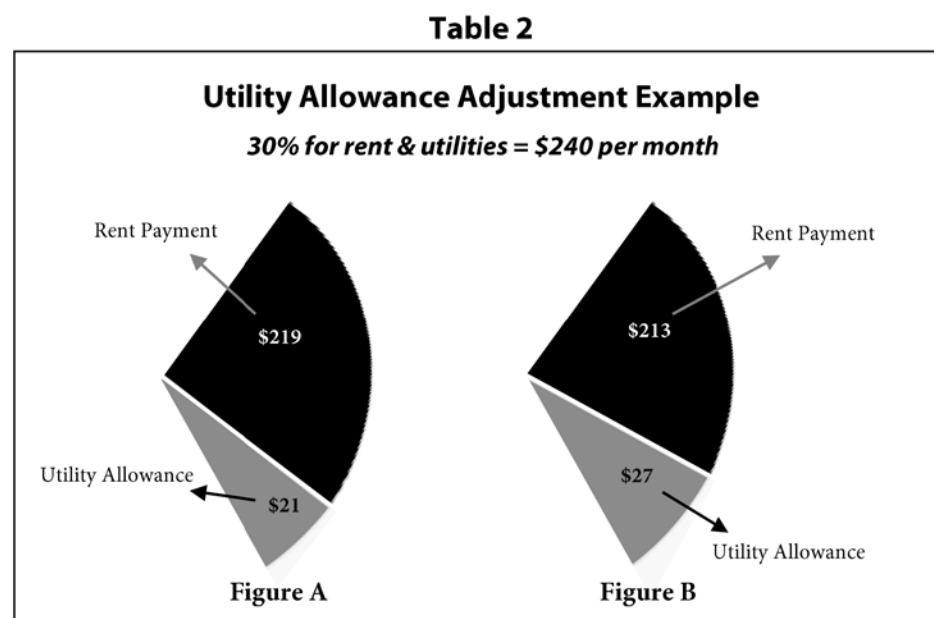 Table 2
Utility Allowance Adjustment Example
30% for rent & utilities = $240 per month
Rent Payment
$219
Utility Allowance
$21
Figure A
Rent Payment
$213
$27
Utility Allowance
Figure B